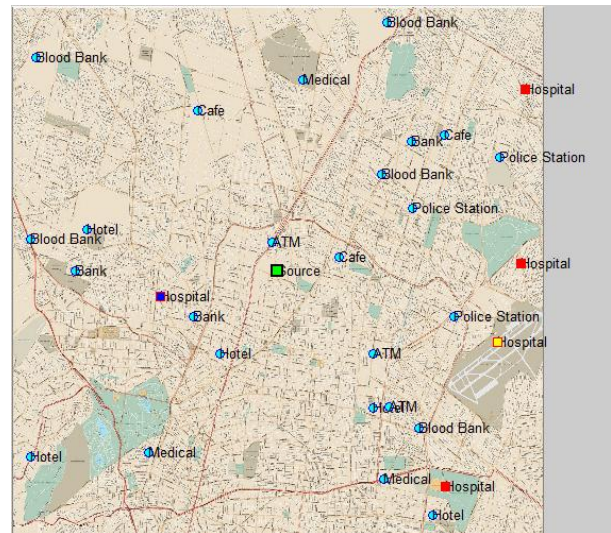 Blood Bank
Blood Bank
Medical
Hospital
Cafe
Cafe
Bank
Police Station
Blood Bank
Police Station
Hotel
Blood Bank
ATM
Cafe
Hospital
Bank
Source
Hospital
Bank
Police Station
Hospital
Hotel
ATM
Hotel
ATM
Blood Bank
Medical
Hotel
Medical
Hospital
Hotel